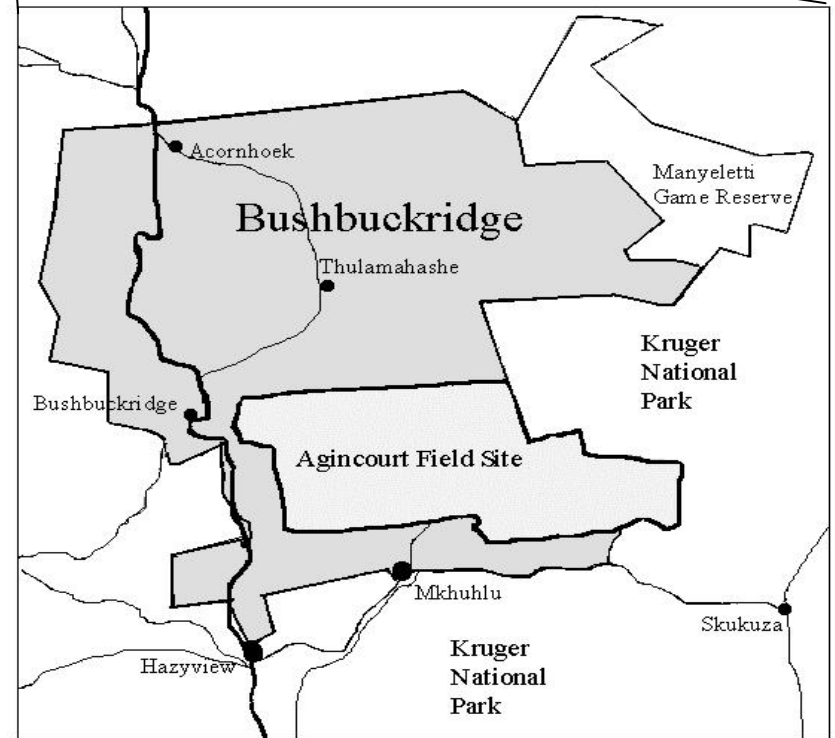 Acornhoek
Manyeletti
Game Reserve
Bushbuckridge
Thulamahashe
Kruger
National
Park
Bushbuckridge
Agincourt Field Site
Mkhuhlu
Skukuza
Hazyview
Kruger
National
Park